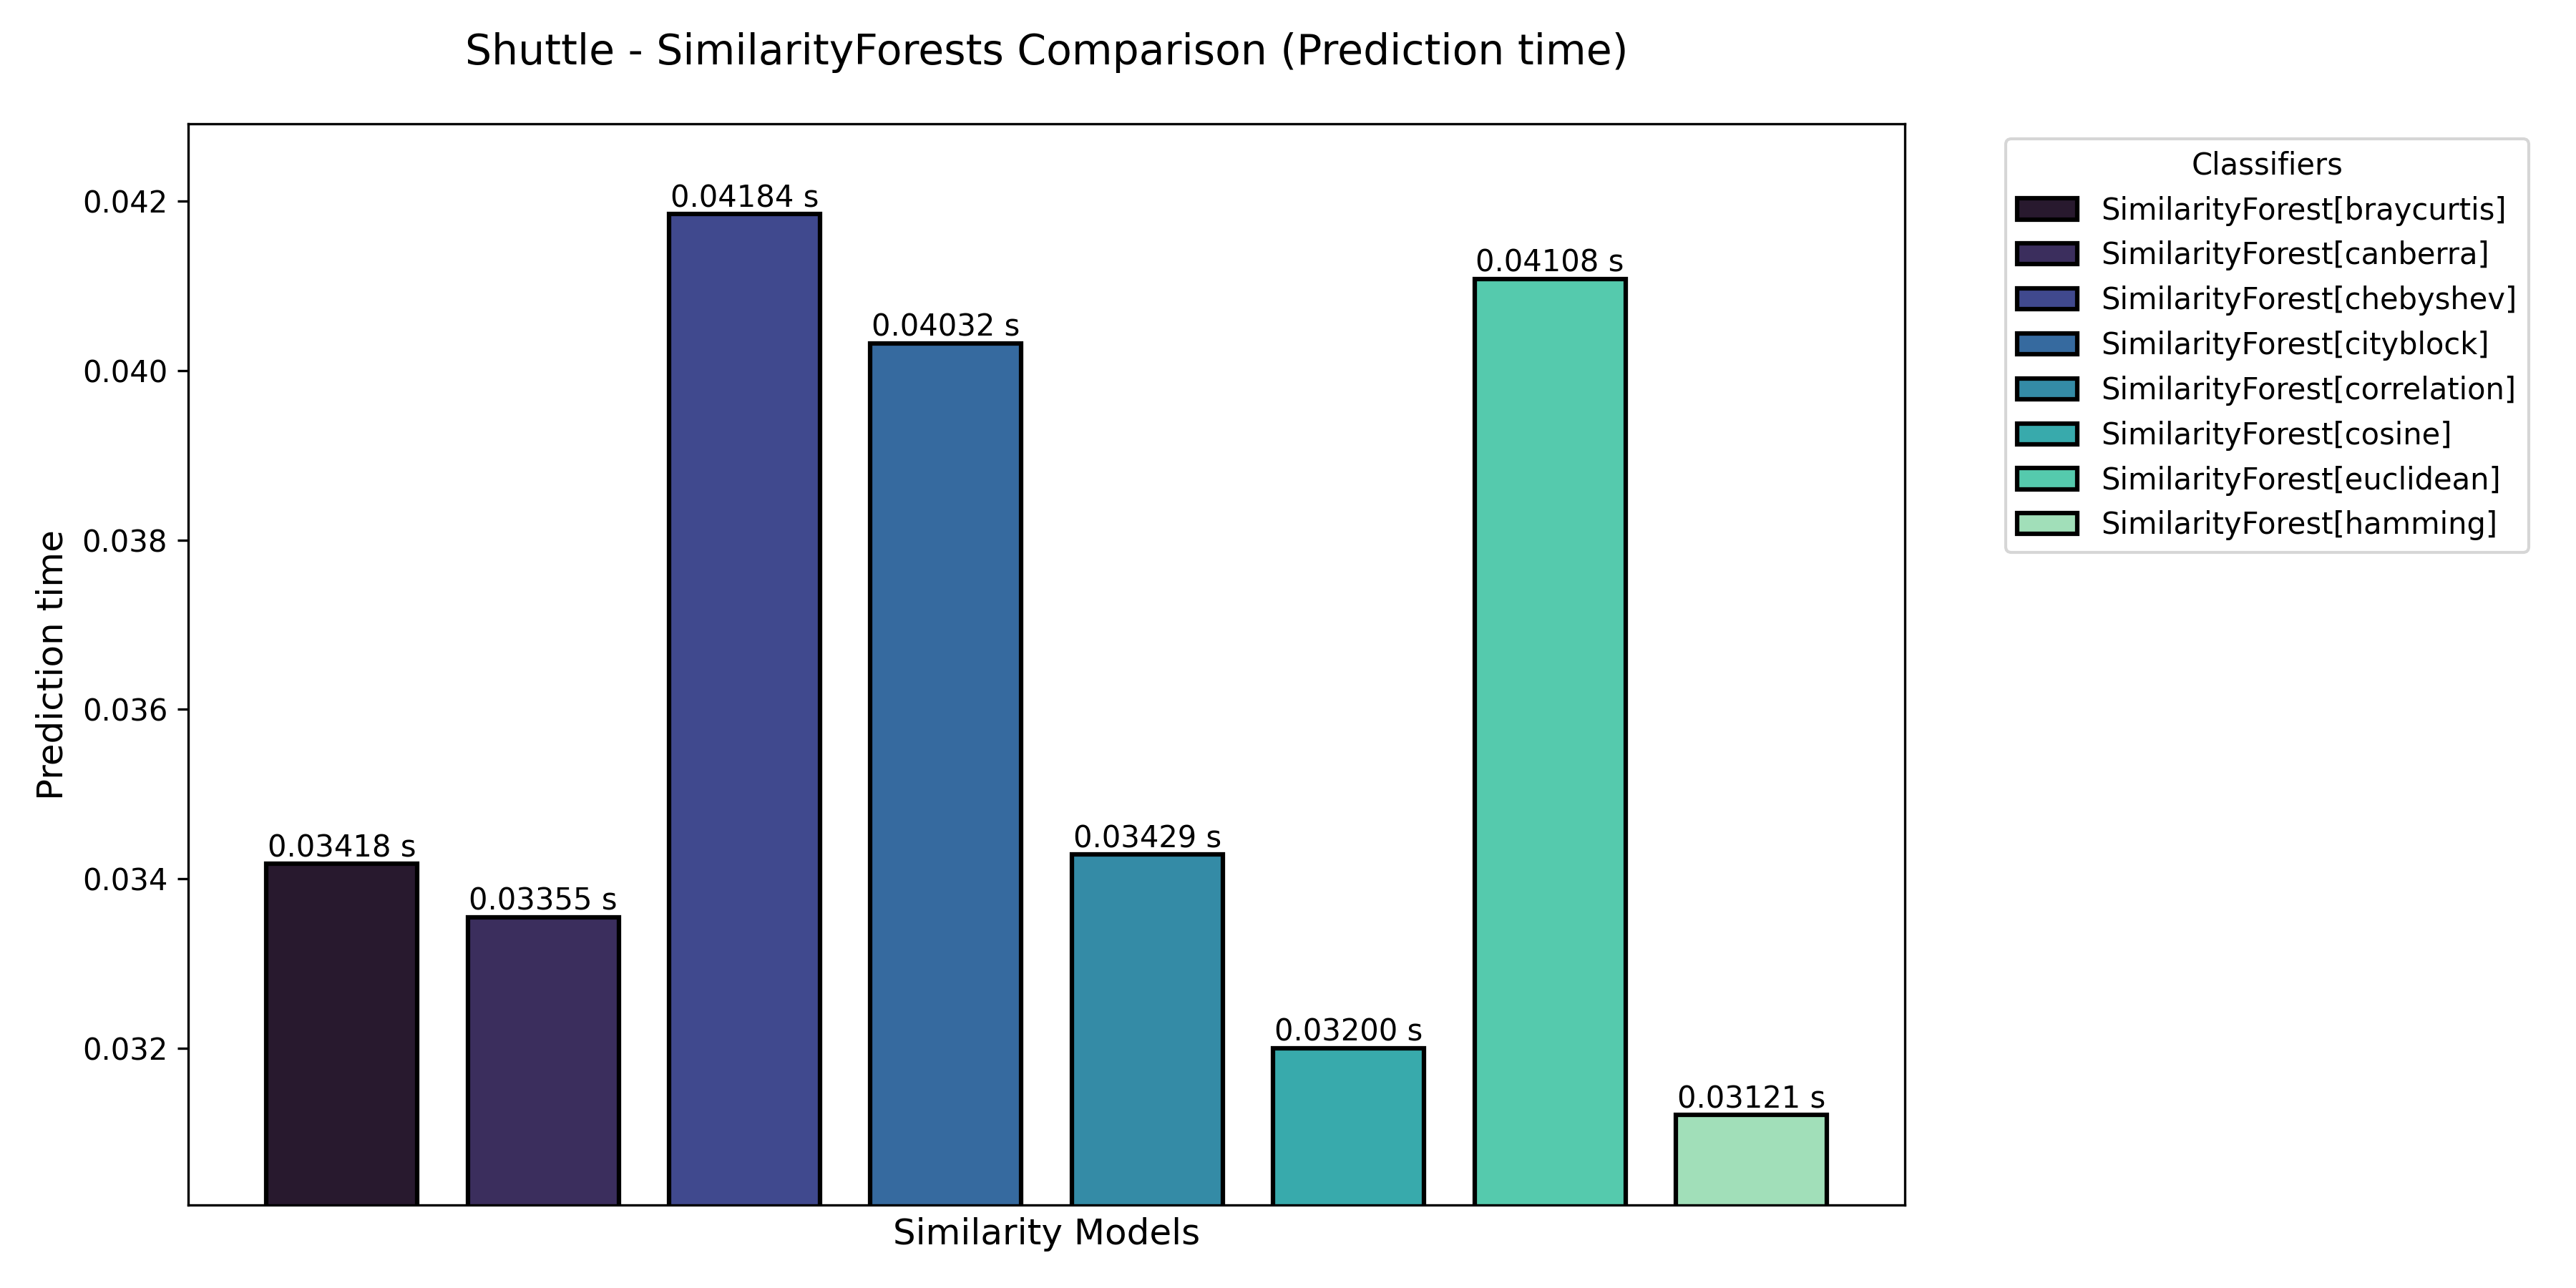 Shuttle - SimilarityForests Comparison (Prediction time)
Prediction time
0.042
0.040
0.038
0.036
0.034
0.032
0.03418 s
0.03355 s
0.04184 s
0.04032 s
0.03429 s
0.03200 s
0.04108 s
0.03121 s
Similarity Models
Classifiers
SimilarityForest[braycurtis]
SimilarityForest[canberra]
SimilarityForest[chebyshev]
SimilarityForest[cityblock]
SimilarityForest[correlation]
SimilarityForest[cosine]
SimilarityForest[euclidean]
SimilarityForest[hamming]